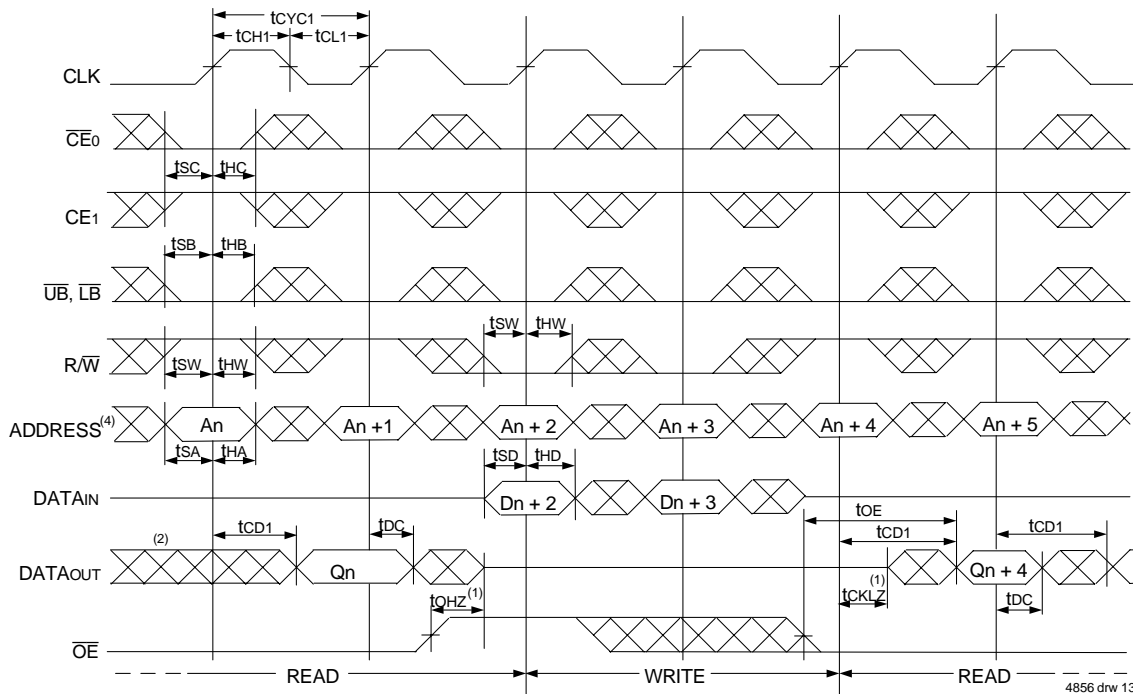 tCYC1
tCH1 tCL1
CLK
CE0
tSC tHC
CE1
tSB tHB
UB, LB
tSW tHW
R/W
tSW tHW
ADDRESS(4) An An +1 An + 2 An + 3 An + 4 An + 5
tSA tHA
tSD tHD
DATAIN Dn + 2 Dn + 3
tOE
tCD1 tDC tCD1 tCD1
(2)
DATAOUT Qn Qn + 4
tOHZ(1) tCKLZ(1) tDC
OE
READ WRITE READ
4856 drw 13